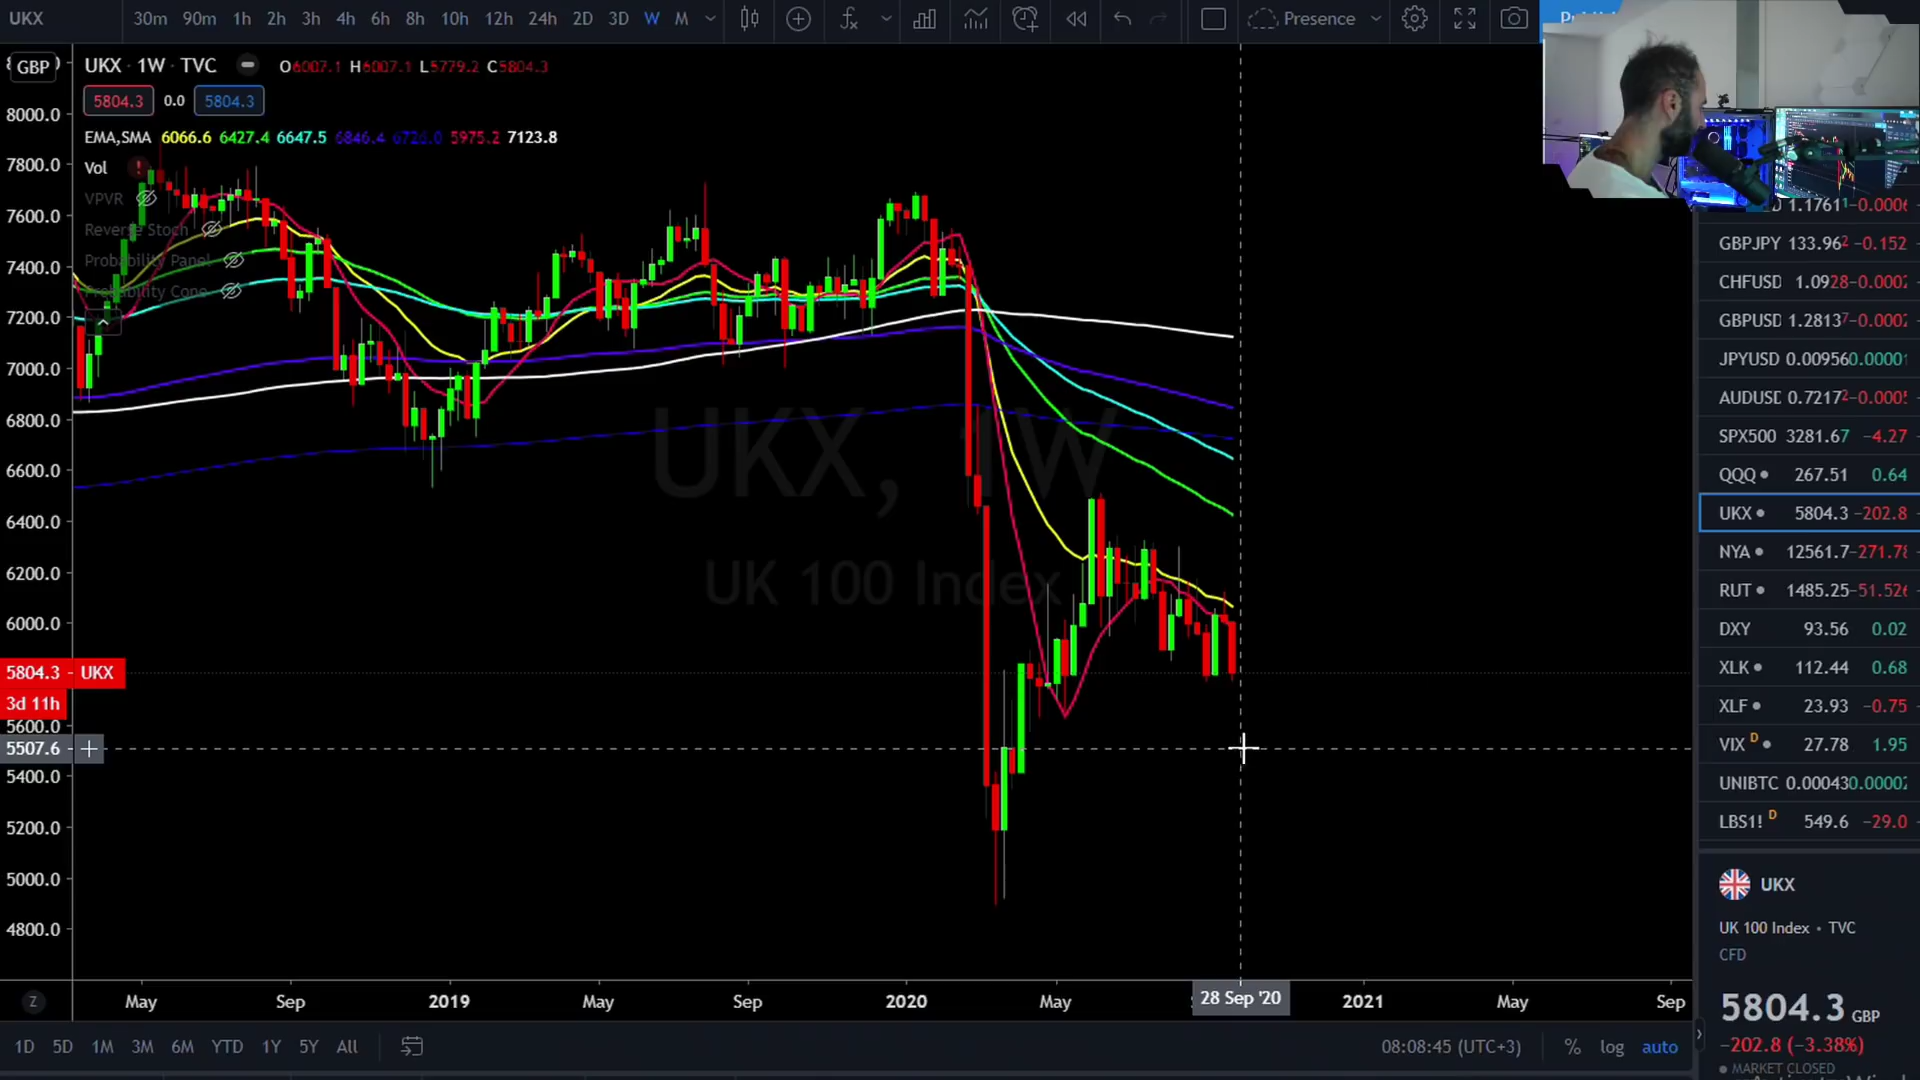 UKX 30m 90m 1h 2h 3h 4h 6h 8h 10h 12h 24h 2D 3D W M Presence
GBP
UKX · 1W · TVC O6007.1 H6007.1 L5779.2 C5804.3
5804.3 0.0 5804.3
EMA,SMA 6066.6 6427.4 6647.5 6846.4 6726.0 5975.2 7123.8
Vol
VPVR
Reverse Stoch
Probability Panel
Probability Cone
8000.0
7800.0
7600.0
7400.0
7200.0
7000.0
6800.0
6600.0
6400.0
6200.0
6000.0
5804.3 UKX
3d 11h
5600.0
5507.6
5400.0
5200.0
5000.0
4800.0
UKX, 1W
UK 100 Index
1.1761 -0.0006
GBPJPY 133.962 -0.152
CHFUSD 1.0928 -0.0002
GBPUSD 1.28137 -0.0002
JPYUSD 0.00956 0.00001
AUDUSD 0.72172 -0.0005
SPX500 3281.67 -4.27
QQQ 267.51 0.64
UKX 5804.3 -202.8
NYA 12561.7 -271.78
RUT 1485.25 -51.526
DXY 93.56 0.02
XLK 112.44 0.68
XLF 23.93 -0.75
VIX D 27.78 1.95
UNIBTC 0.00043 0.00002
LBS1! D 549.6 -29.0
UKX
UK 100 Index • TVC
CFD
5804.3 GBP
−202.8 (−3.38%)
MARKET CLOSED
Z May Sep 2019 May Sep 2020 May 28 Sep '20 2021 May Sep
1D 5D 1M 3M 6M YTD 1Y 5Y All 08:08:45 (UTC+3) % log auto